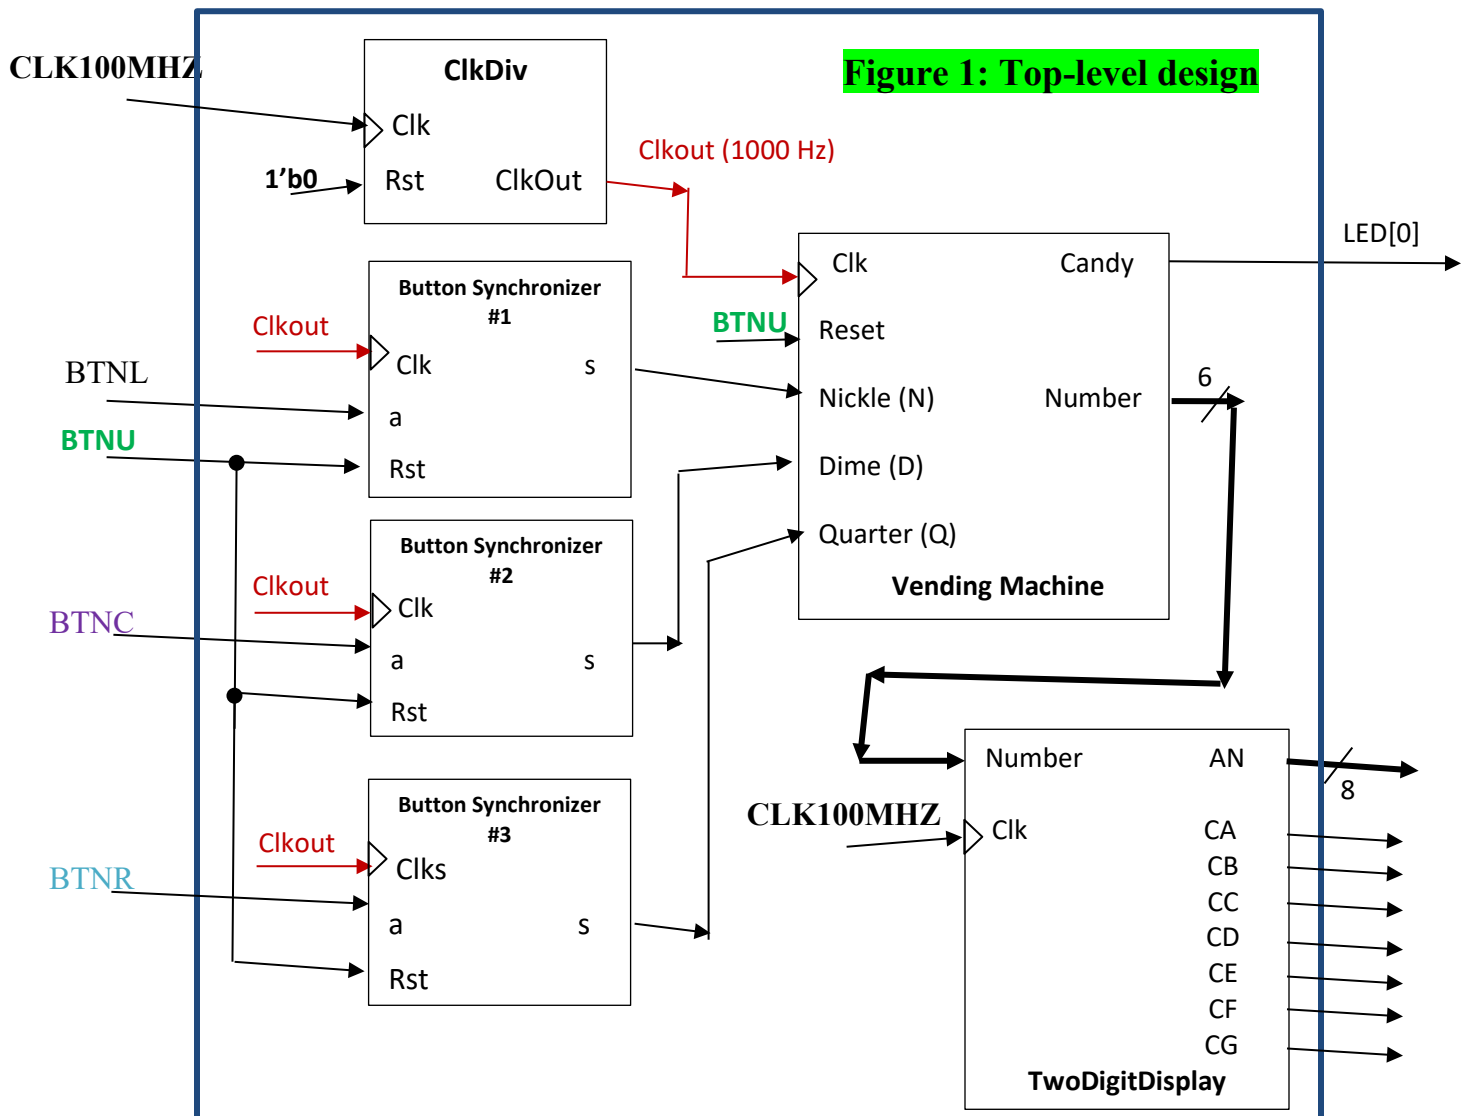 Figure 1: Top-level design
CLK100MHZ
ClkDiv
Clk
1'b0
Rst
ClkOut
Clkout (1000 Hz)
Button Synchronizer
#1
Clkout
Clk
s
BTNL
a
BTNU
Rst
Button Synchronizer
#2
Clkout
Clk
BTNC
a
s
Rst
Button Synchronizer
#3
Clkout
Clks
BTNR
a
s
Rst
Clk
Candy
LED[0]
BTNU
Reset
Nickle (N)
Number
6
Dime (D)
Quarter (Q)
Vending Machine
Number
AN
8
CLK100MHZ
Clk
CA
CB
CC
CD
CE
CF
CG
TwoDigitDisplay